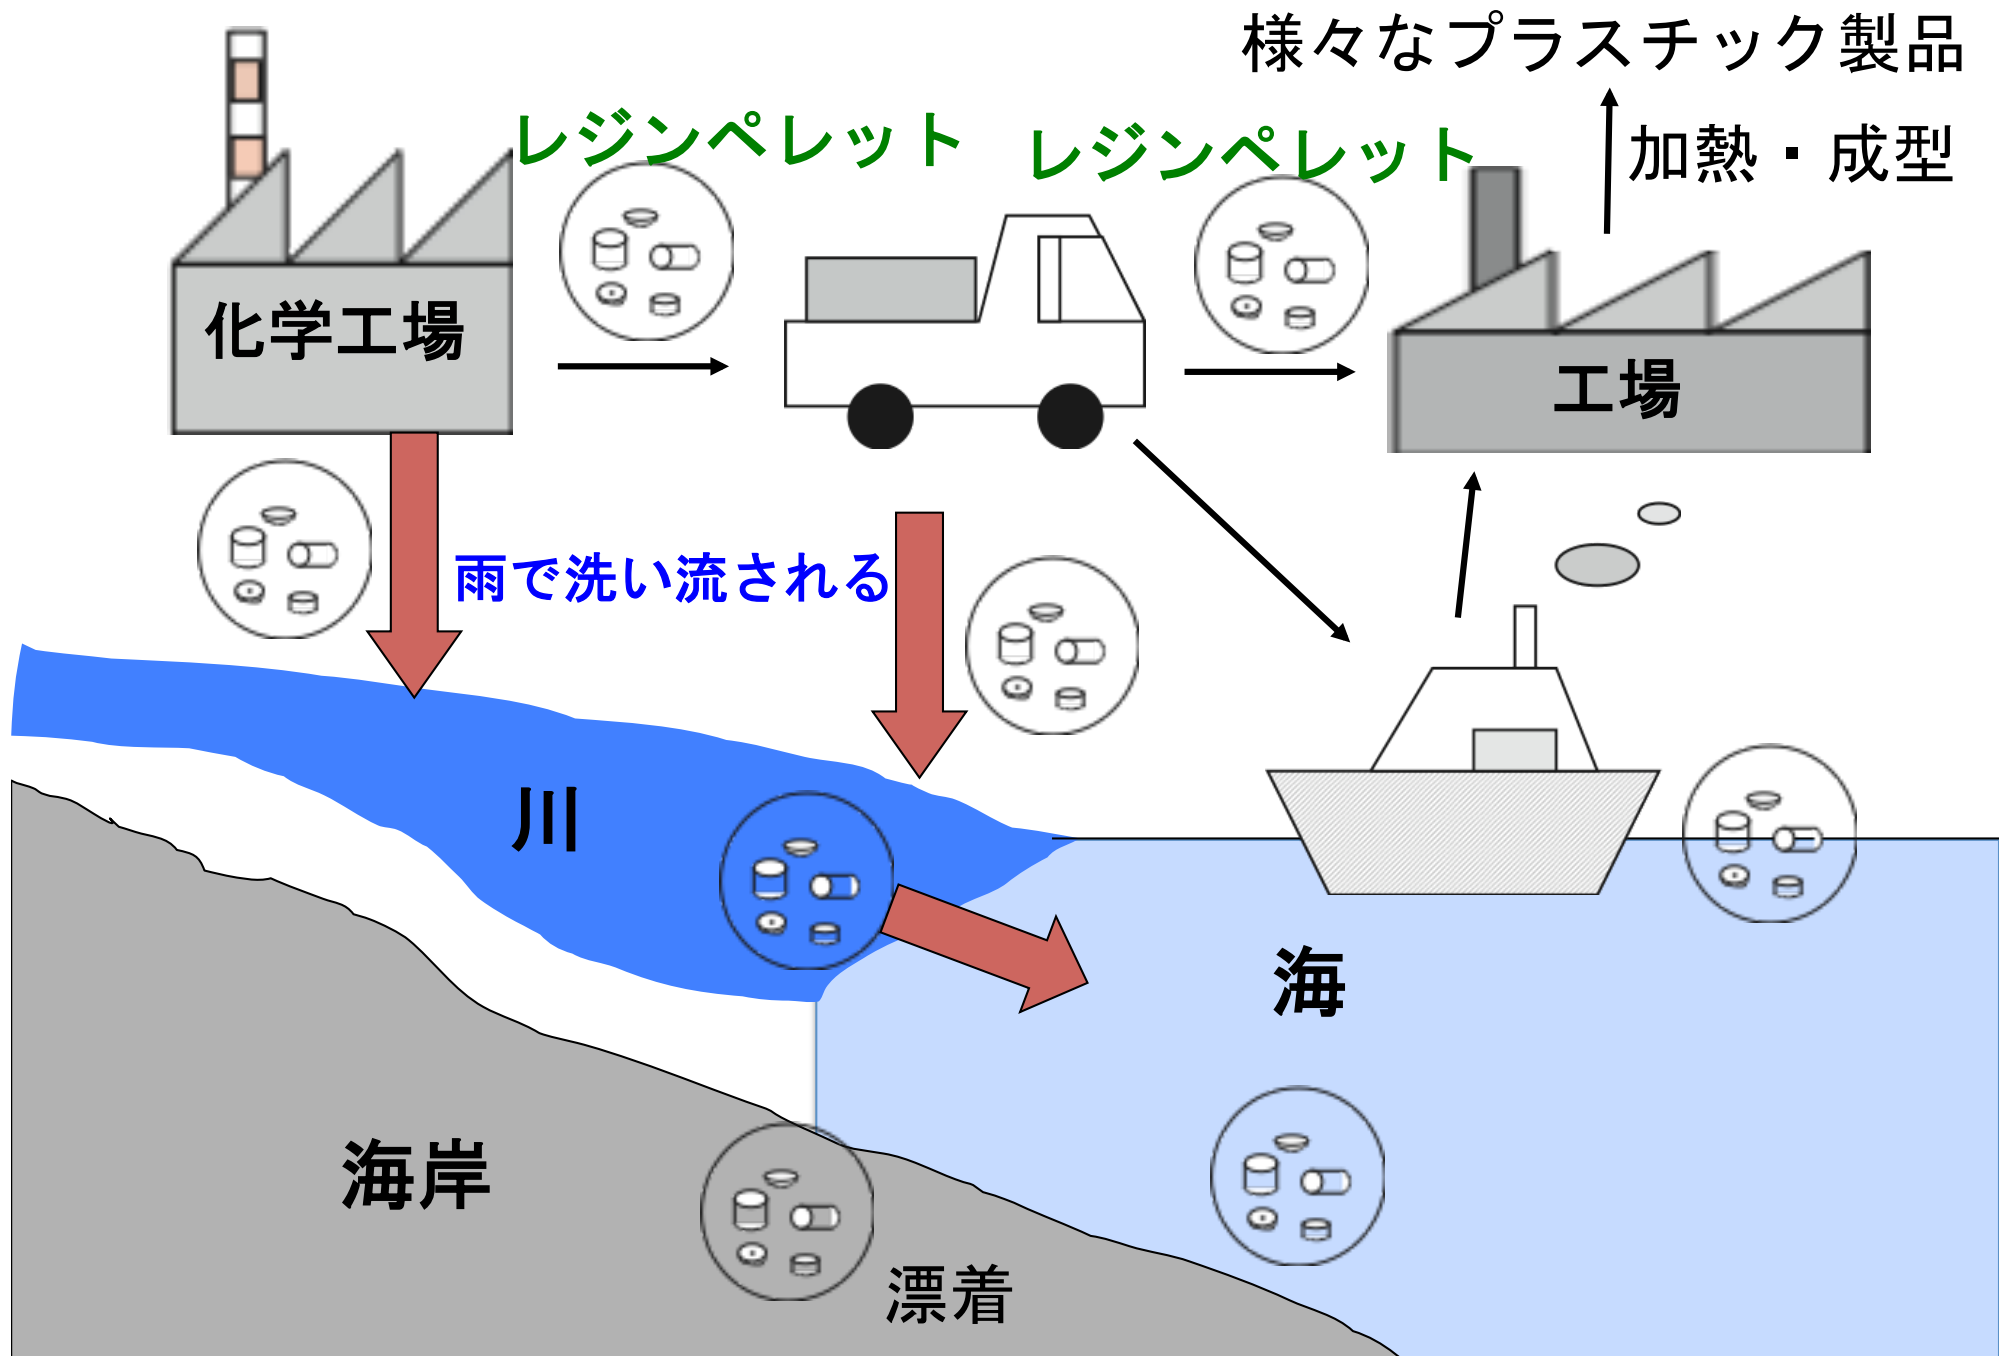 様々なプラスチック製品
レジンペレット
レジンペレット
加熱・成型
化学工場
工場
雨で洗い流される
川
海
海岸
漂着